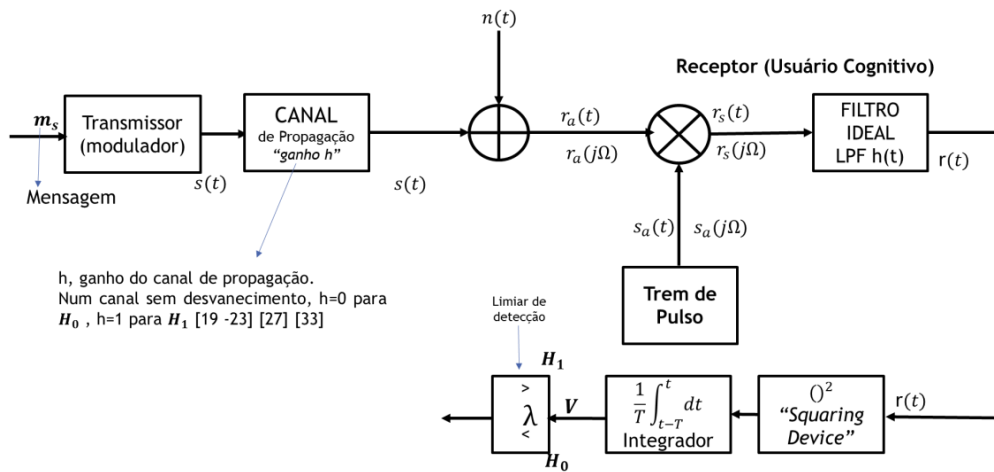 n(t)
Receptor (Usuário Cognitivo)
m_s
Transmissor
(modulador)
CANAL
de Propagação
"ganho h"
r_a(t)
r_a(jΩ)
r_s(t)
r_s(jΩ)
FILTRO
IDEAL
LPF h(t)
r(t)
s(t)
s(t)
Mensagem
s_a(t)
s_a(jΩ)
h, ganho do canal de propagação.
Num canal sem desvanecimento, h=0 para
H_0 , h=1 para H_1 [19 -23] [27] [33]
Trem de
Pulso
Limiar de
detecção
H_1
>
λ
<
H_0
V
1/T ∫_{t-T}^{t} dt
Integrador
()²
"Squaring
Device"
r(t)